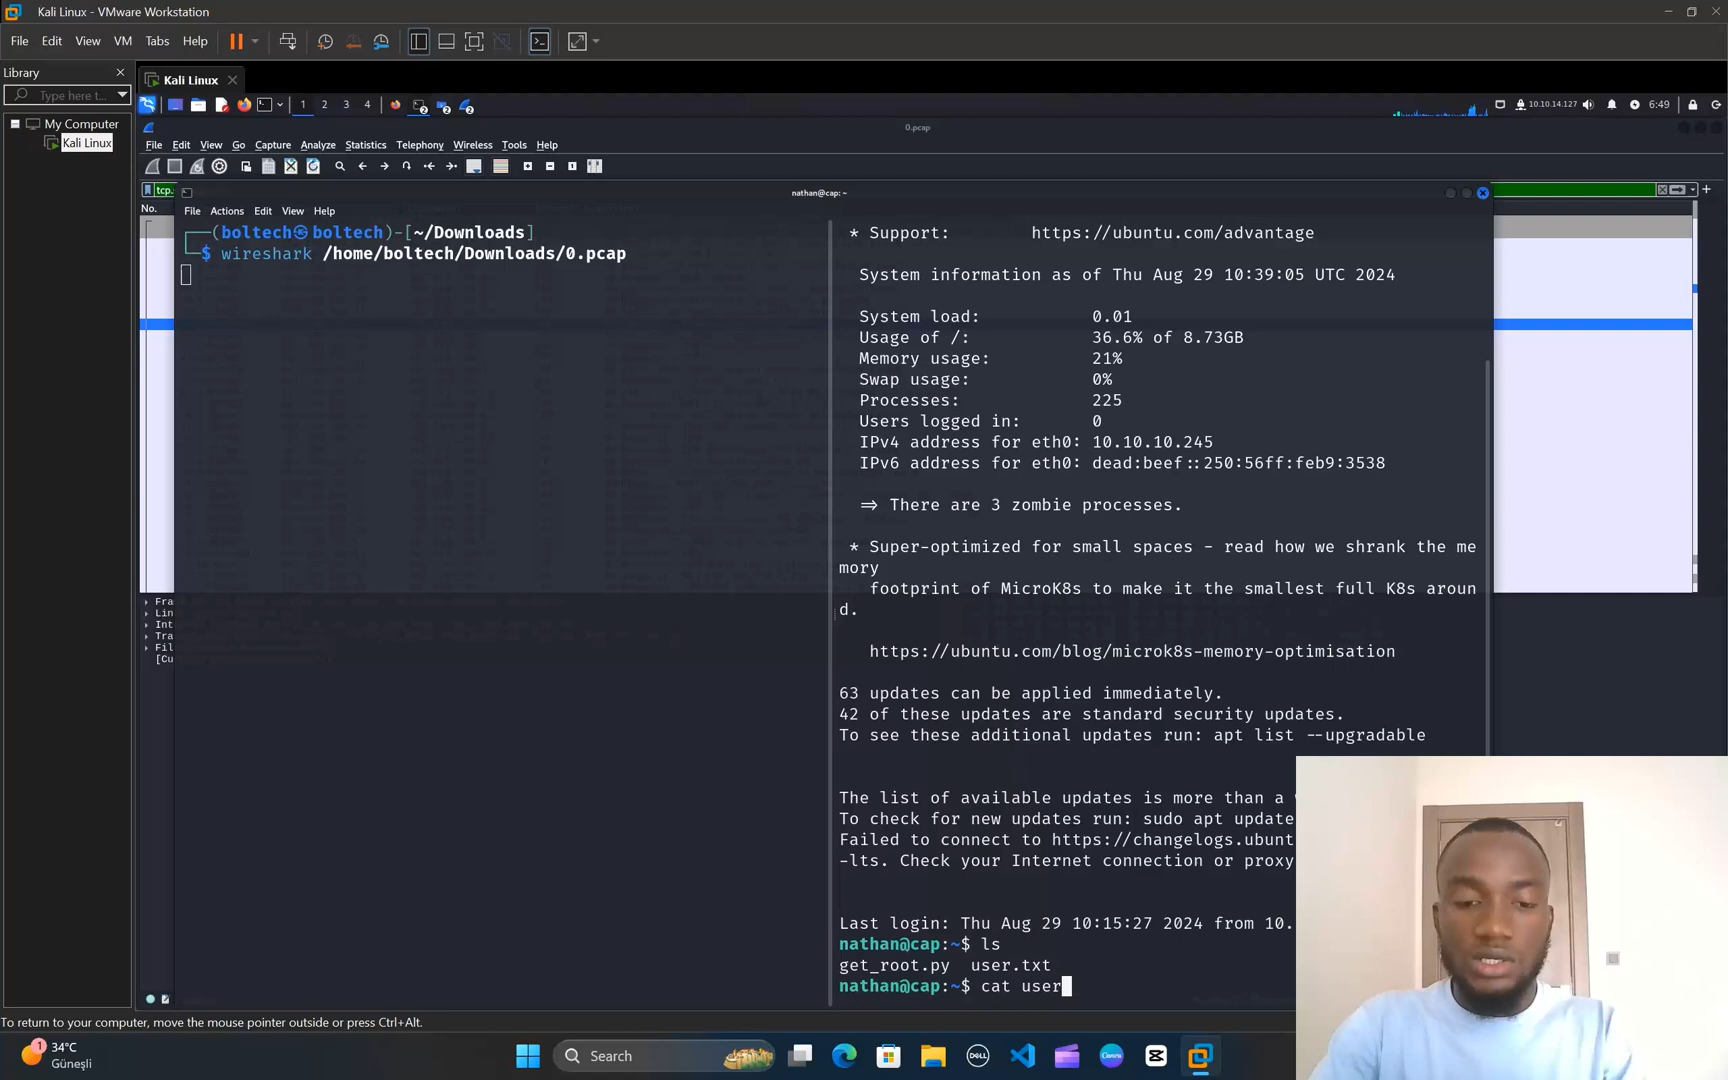 Kali Linux - VMware Workstation
File Edit View VM Tabs Help
Library
Type here t...
My Computer
Kali Linux
Kali Linux
1 2 3 4
10.10.14.127
6:49
0.pcap
File Edit View Go Capture Analyze Statistics Telephony Wireless Tools Help
tcp.
No.
nathan@cap: ~
File Actions Edit View Help
(boltech㉿boltech)-[~/Downloads]
$ wireshark /home/boltech/Downloads/0.pcap
Fra
Lin
Int
Tra
Fil
[Cu
* Support: https://ubuntu.com/advantage
System information as of Thu Aug 29 10:39:05 UTC 2024
System load: 0.01
Usage of /: 36.6% of 8.73GB
Memory usage: 21%
Swap usage: 0%
Processes: 225
Users logged in: 0
IPv4 address for eth0: 10.10.10.245
IPv6 address for eth0: dead:beef::250:56ff:feb9:3538
=> There are 3 zombie processes.
* Super-optimized for small spaces - read how we shrank the me
mory
footprint of MicroK8s to make it the smallest full K8s aroun
d.
https://ubuntu.com/blog/microk8s-memory-optimisation
63 updates can be applied immediately.
42 of these updates are standard security updates.
To see these additional updates run: apt list --upgradable
The list of available updates is more than a
To check for new updates run: sudo apt update
Failed to connect to https://changelogs.ubunt
-lts. Check your Internet connection or proxy
Last login: Thu Aug 29 10:15:27 2024 from 10.
nathan@cap:~$ ls
get_root.py user.txt
nathan@cap:~$ cat user
To return to your computer, move the mouse pointer outside or press Ctrl+Alt.
1
34°C
Güneşli
Search
DELL
Canva